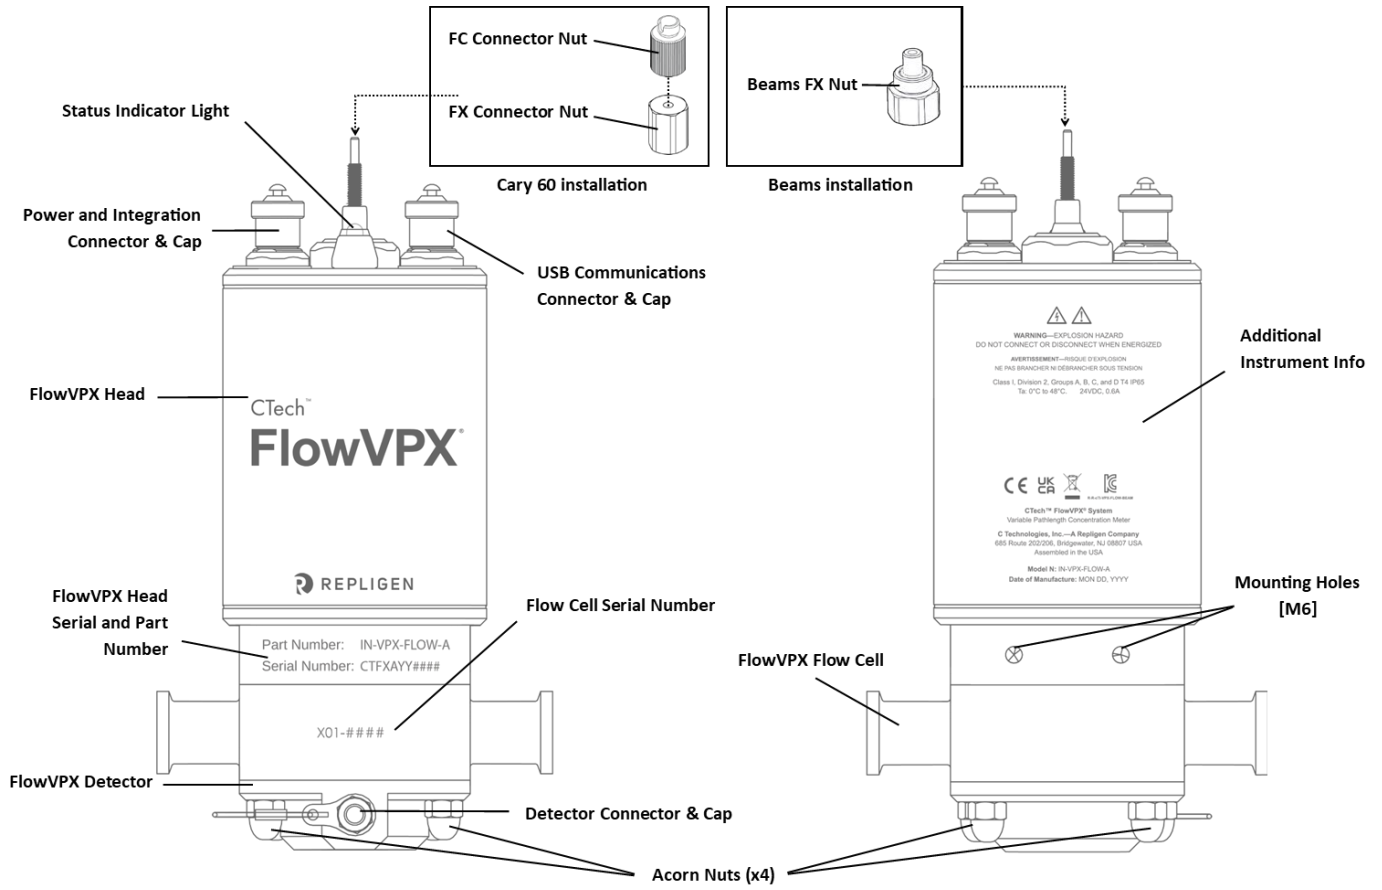 FC Connector Nut
FX Connector Nut
Cary 60 installation
Beams FX Nut
Beams installation
Status Indicator Light
Power and Integration
Connector & Cap
USB Communications
Connector & Cap
FlowVPX Head
CTech™
FlowVPX®
REPLIGEN
FlowVPX Head
Serial and Part
Number
Part Number: IN-VPX-FLOW-A
Serial Number: CTFXAYY####
Flow Cell Serial Number
X01-####
FlowVPX Detector
Detector Connector & Cap
Acorn Nuts (x4)
WARNING—EXPLOSION HAZARD
DO NOT CONNECT OR DISCONNECT WHEN ENERGIZED
AVERTISSEMENT—RISQUE D'EXPLOSION
NE PAS BRANCHER NI DÉBRANCHER SOUS TENSION
Class I, Division 2, Groups A, B, C, and D T4 IP65
Ta: 0°C to 48°C. 24VDC, 0.6A
CE UK CA
CTech™ FlowVPX® System
Variable Pathlength Concentration Meter
C Technologies, Inc.—A Repligen Company
685 Route 202/206, Bridgewater, NJ 08807 USA
Assembled in the USA
Model N: IN-VPX-FLOW-A
Date of Manufacture: MON DD, YYYY
Additional
Instrument Info
Mounting Holes
[M6]
FlowVPX Flow Cell